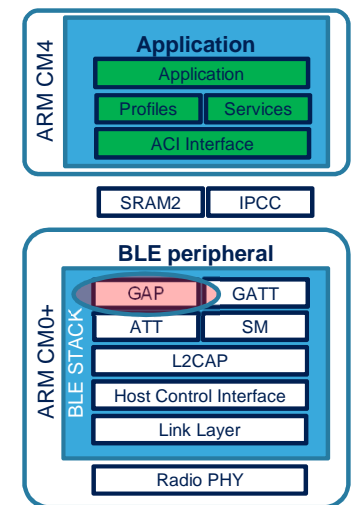 ARM CM4
Application
Application
Profiles Services
ACI Interface
SRAM2 IPCC
ARM CM0+
BLE peripheral
BLE STACK
GAP GATT
ATT SM
L2CAP
Host Control Interface
Link Layer
Radio PHY